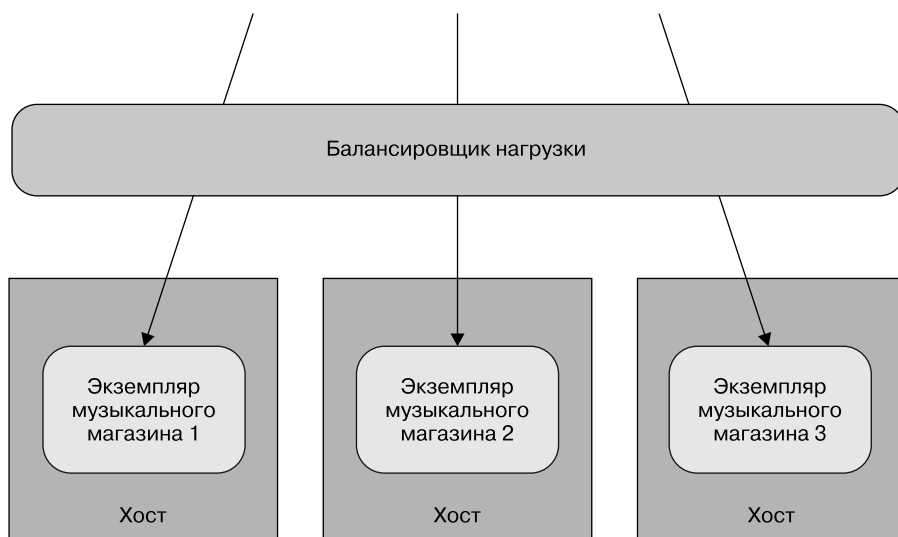 Балансировщик нагрузки
Экземпляр
музыкального
магазина 1
Экземпляр
музыкального
магазина 2
Экземпляр
музыкального
магазина 3
Хост
Хост
Хост